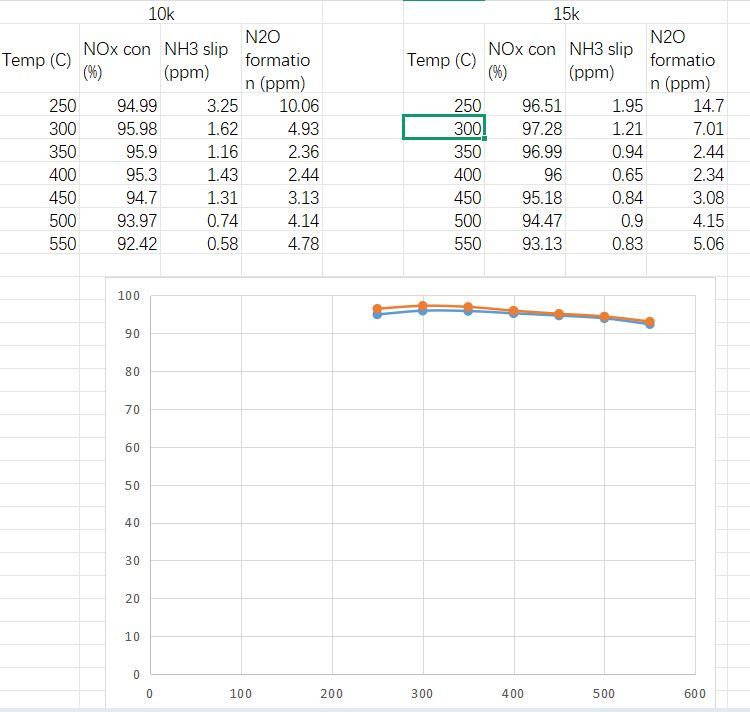 10k 15k
Temp (C) NOx con (%) NH3 slip (ppm) N2O formatio n (ppm) Temp (C) NOx con (%) NH3 slip (ppm) N2O formatio n (ppm)
250 94.99 3.25 10.06 250 96.51 1.95 14.7
300 95.98 1.62 4.93 300 97.28 1.21 7.01
350 95.9 1.16 2.36 350 96.99 0.94 2.44
400 95.3 1.43 2.44 400 96 0.65 2.34
450 94.7 1.31 3.13 450 95.18 0.84 3.08
500 93.97 0.74 4.14 500 94.47 0.9 4.15
550 92.42 0.58 4.78 550 93.13 0.83 5.06
100
90
80
70
60
50
40
30
20
10
0
0 100 200 300 400 500 600